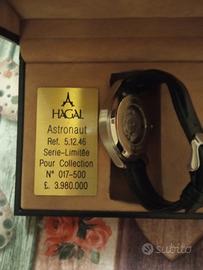 HAGAL
Astronaut
Ref. 5.12.46
Serie-Limitée
Pour Collection
N° 017-500
£. 3.980.000
subito